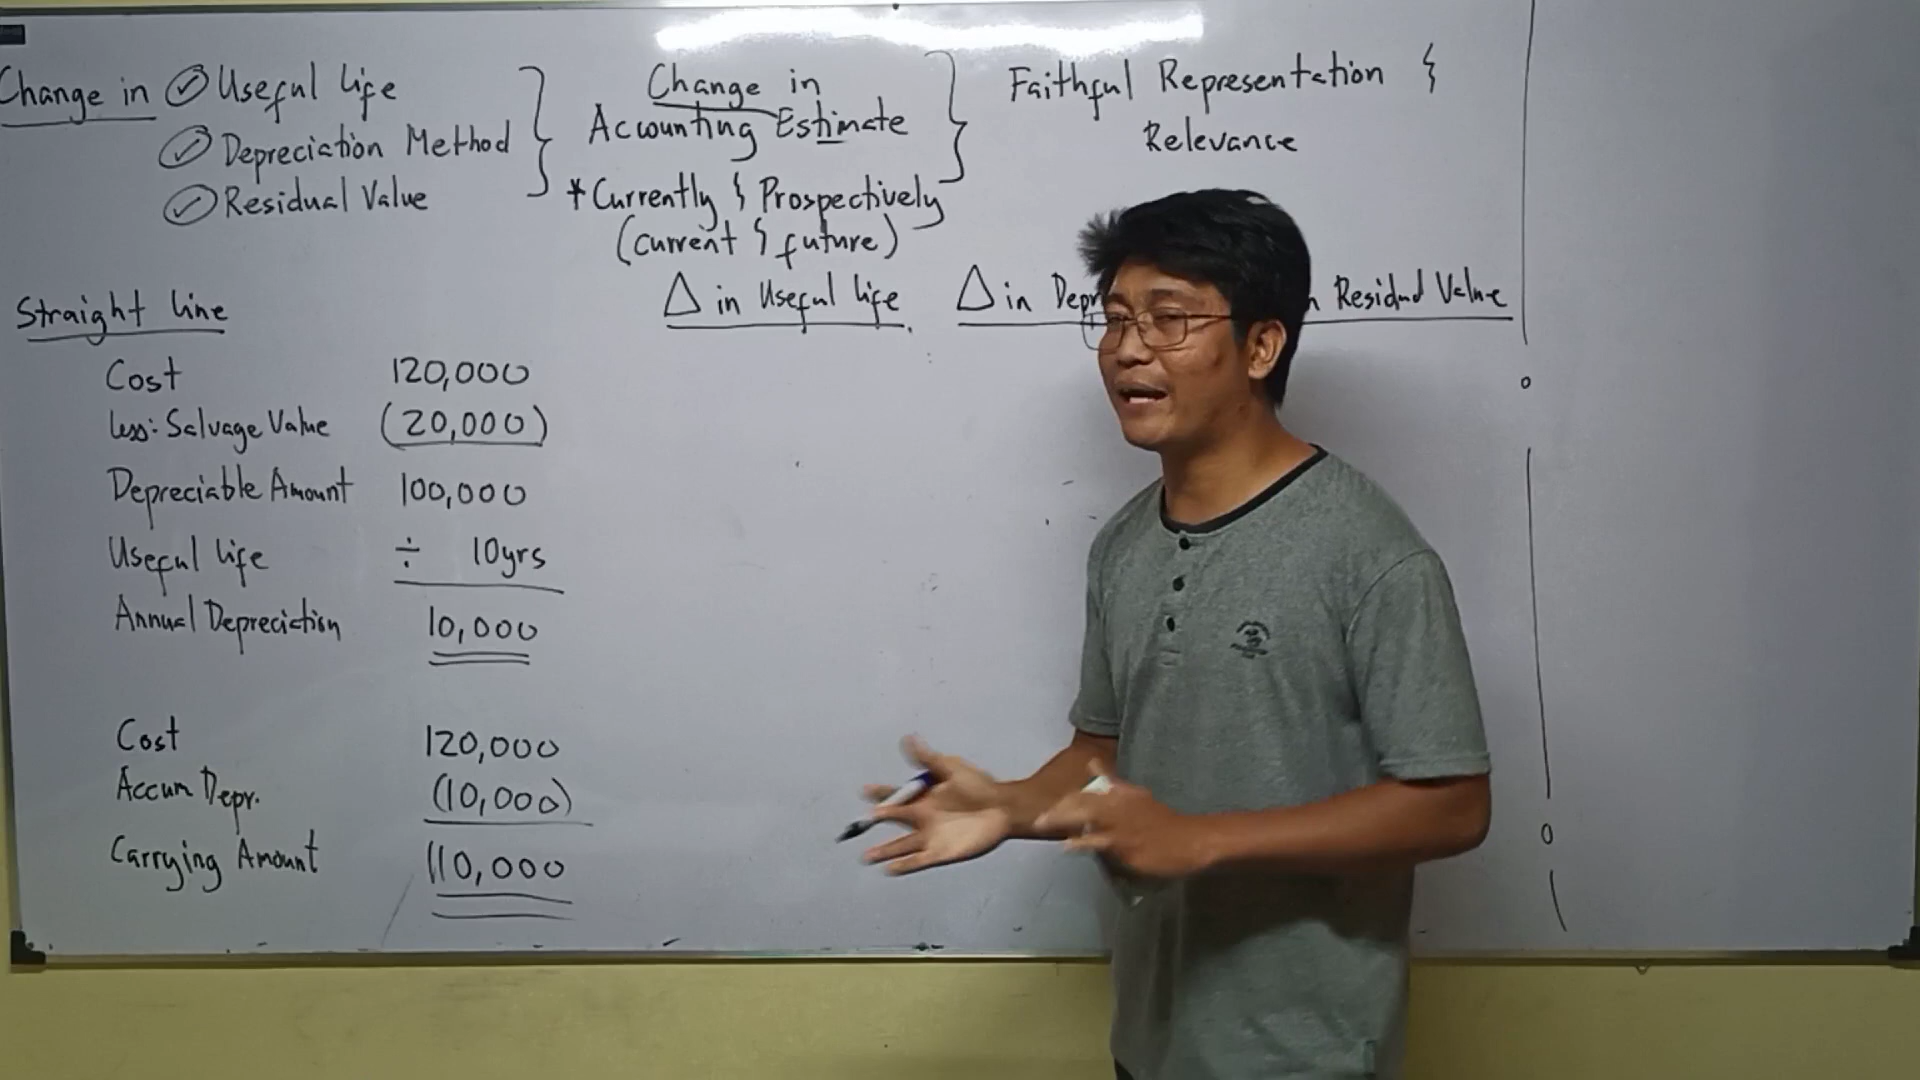 Change in ✓ Useful Life
✓ Depreciation Method
✓ Residual Value
Change in
Accounting Estimate
* Currently & Prospectively
(current & future)
Faithful Representation &
Relevance
Straight line
Δ in Useful life
Δ in Depr
Residual Value
Cost 120,000
less: Salvage Value (20,000)
Depreciable Amount 100,000
Useful life ÷ 10yrs
Annual Depreciation 10,000
Cost 120,000
Accum Depr. (10,000)
Carrying Amount 110,000